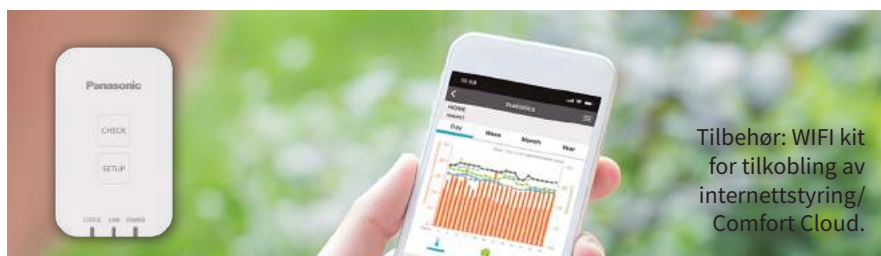 Panasonic
CHECK
SETUP
STATUS LINK POWER
Statistics
HOME
Day Week Month Year
Tilbehør: WIFI kit
for tilkobling av
internettstyring/
Comfort Cloud.